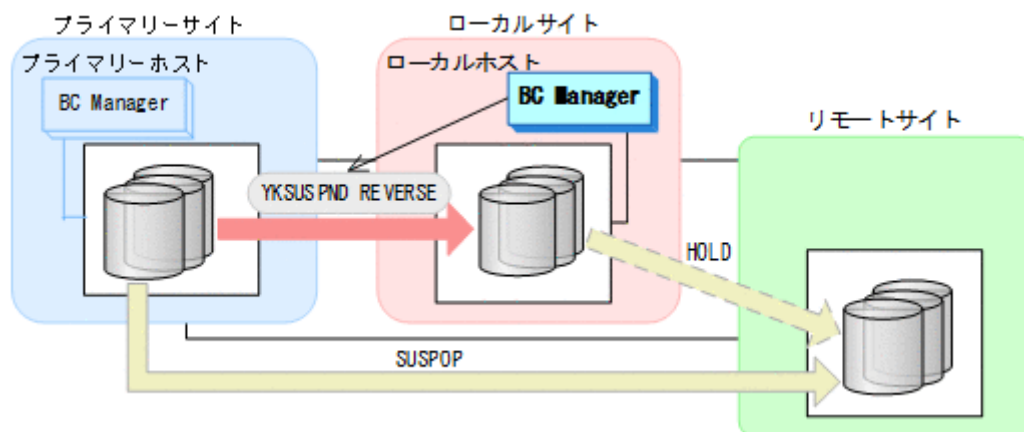 プライマリーサイト
ローカルサイト
プライマリーホスト
ローカルホスト
BC Manager
BC Manager
リモートサイト
YKSUSPND REVERSE
HOLD
SUSPOP